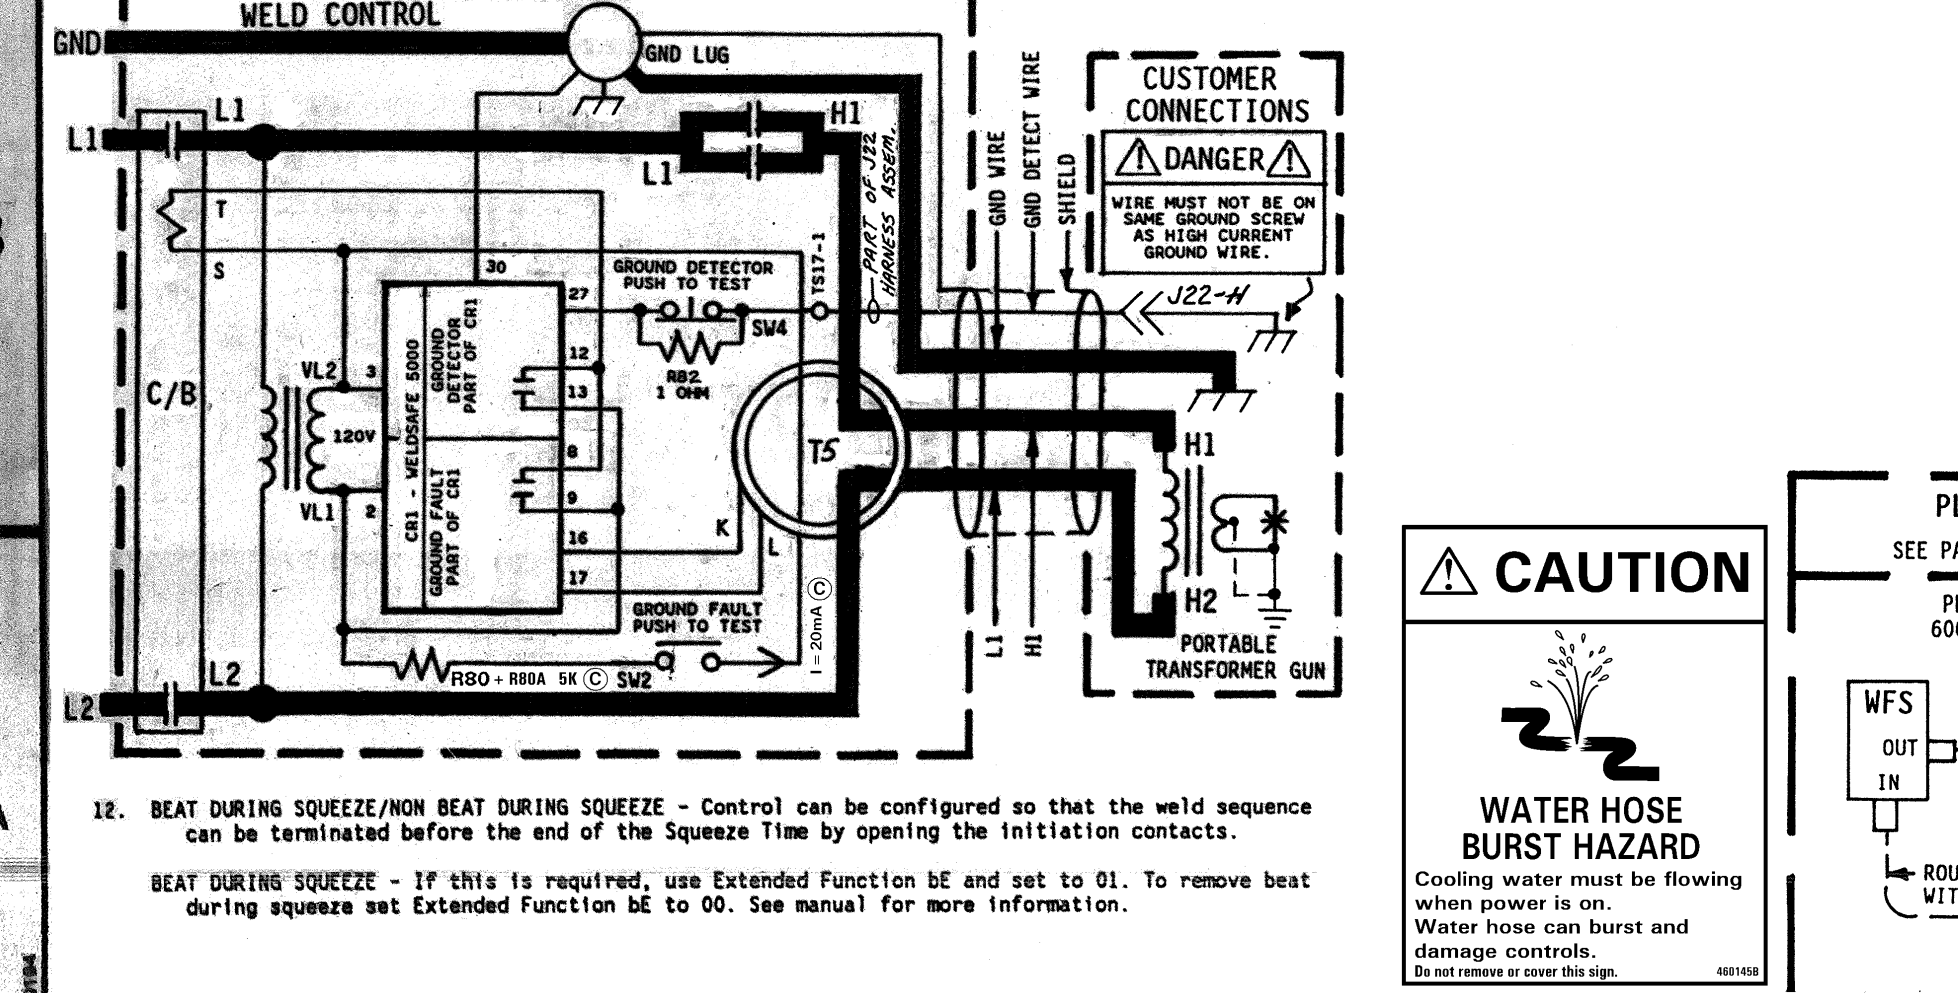 WELD CONTROL
GND
GND LUG
L1
L1
L1
H1
PART OF J22
HARNESS ASSEM.
GND WIRE
GND DETECT WIRE
SHIELD
CUSTOMER
CONNECTIONS
DANGER
WIRE MUST NOT BE ON
SAME GROUND SCREW
AS HIGH CURRENT
GROUND WIRE.
J22-H
T
S
30
27
12
13
8
9
16
17
GROUND DETECTOR
PUSH TO TEST
SW4
R82
1 OHM
TS17-1
C/B
VL2
3
120V
VL1
2
CR1 - WELDSAFE 5000
GROUND
DETECTOR
PART OF CR1
GROUND FAULT
PART OF CR1
T5
K
L
I = 20mA C
GROUND FAULT
PUSH TO TEST
R80 + R80A 5K C SW2
L2
L2
L1
H1
H1
H2
PORTABLE
TRANSFORMER GUN
12. BEAT DURING SQUEEZE/NON BEAT DURING SQUEEZE - Control can be configured so that the weld sequence
can be terminated before the end of the Squeeze Time by opening the initiation contacts.
BEAT DURING SQUEEZE - If this is required, use Extended Function bE and set to 01. To remove beat
during squeeze set Extended Function bE to 00. See manual for more information.
CAUTION
WATER HOSE
BURST HAZARD
Cooling water must be flowing
when power is on.
Water hose can burst and
damage controls.
Do not remove or cover this sign.
460145B
SEE
WFS
OUT
IN